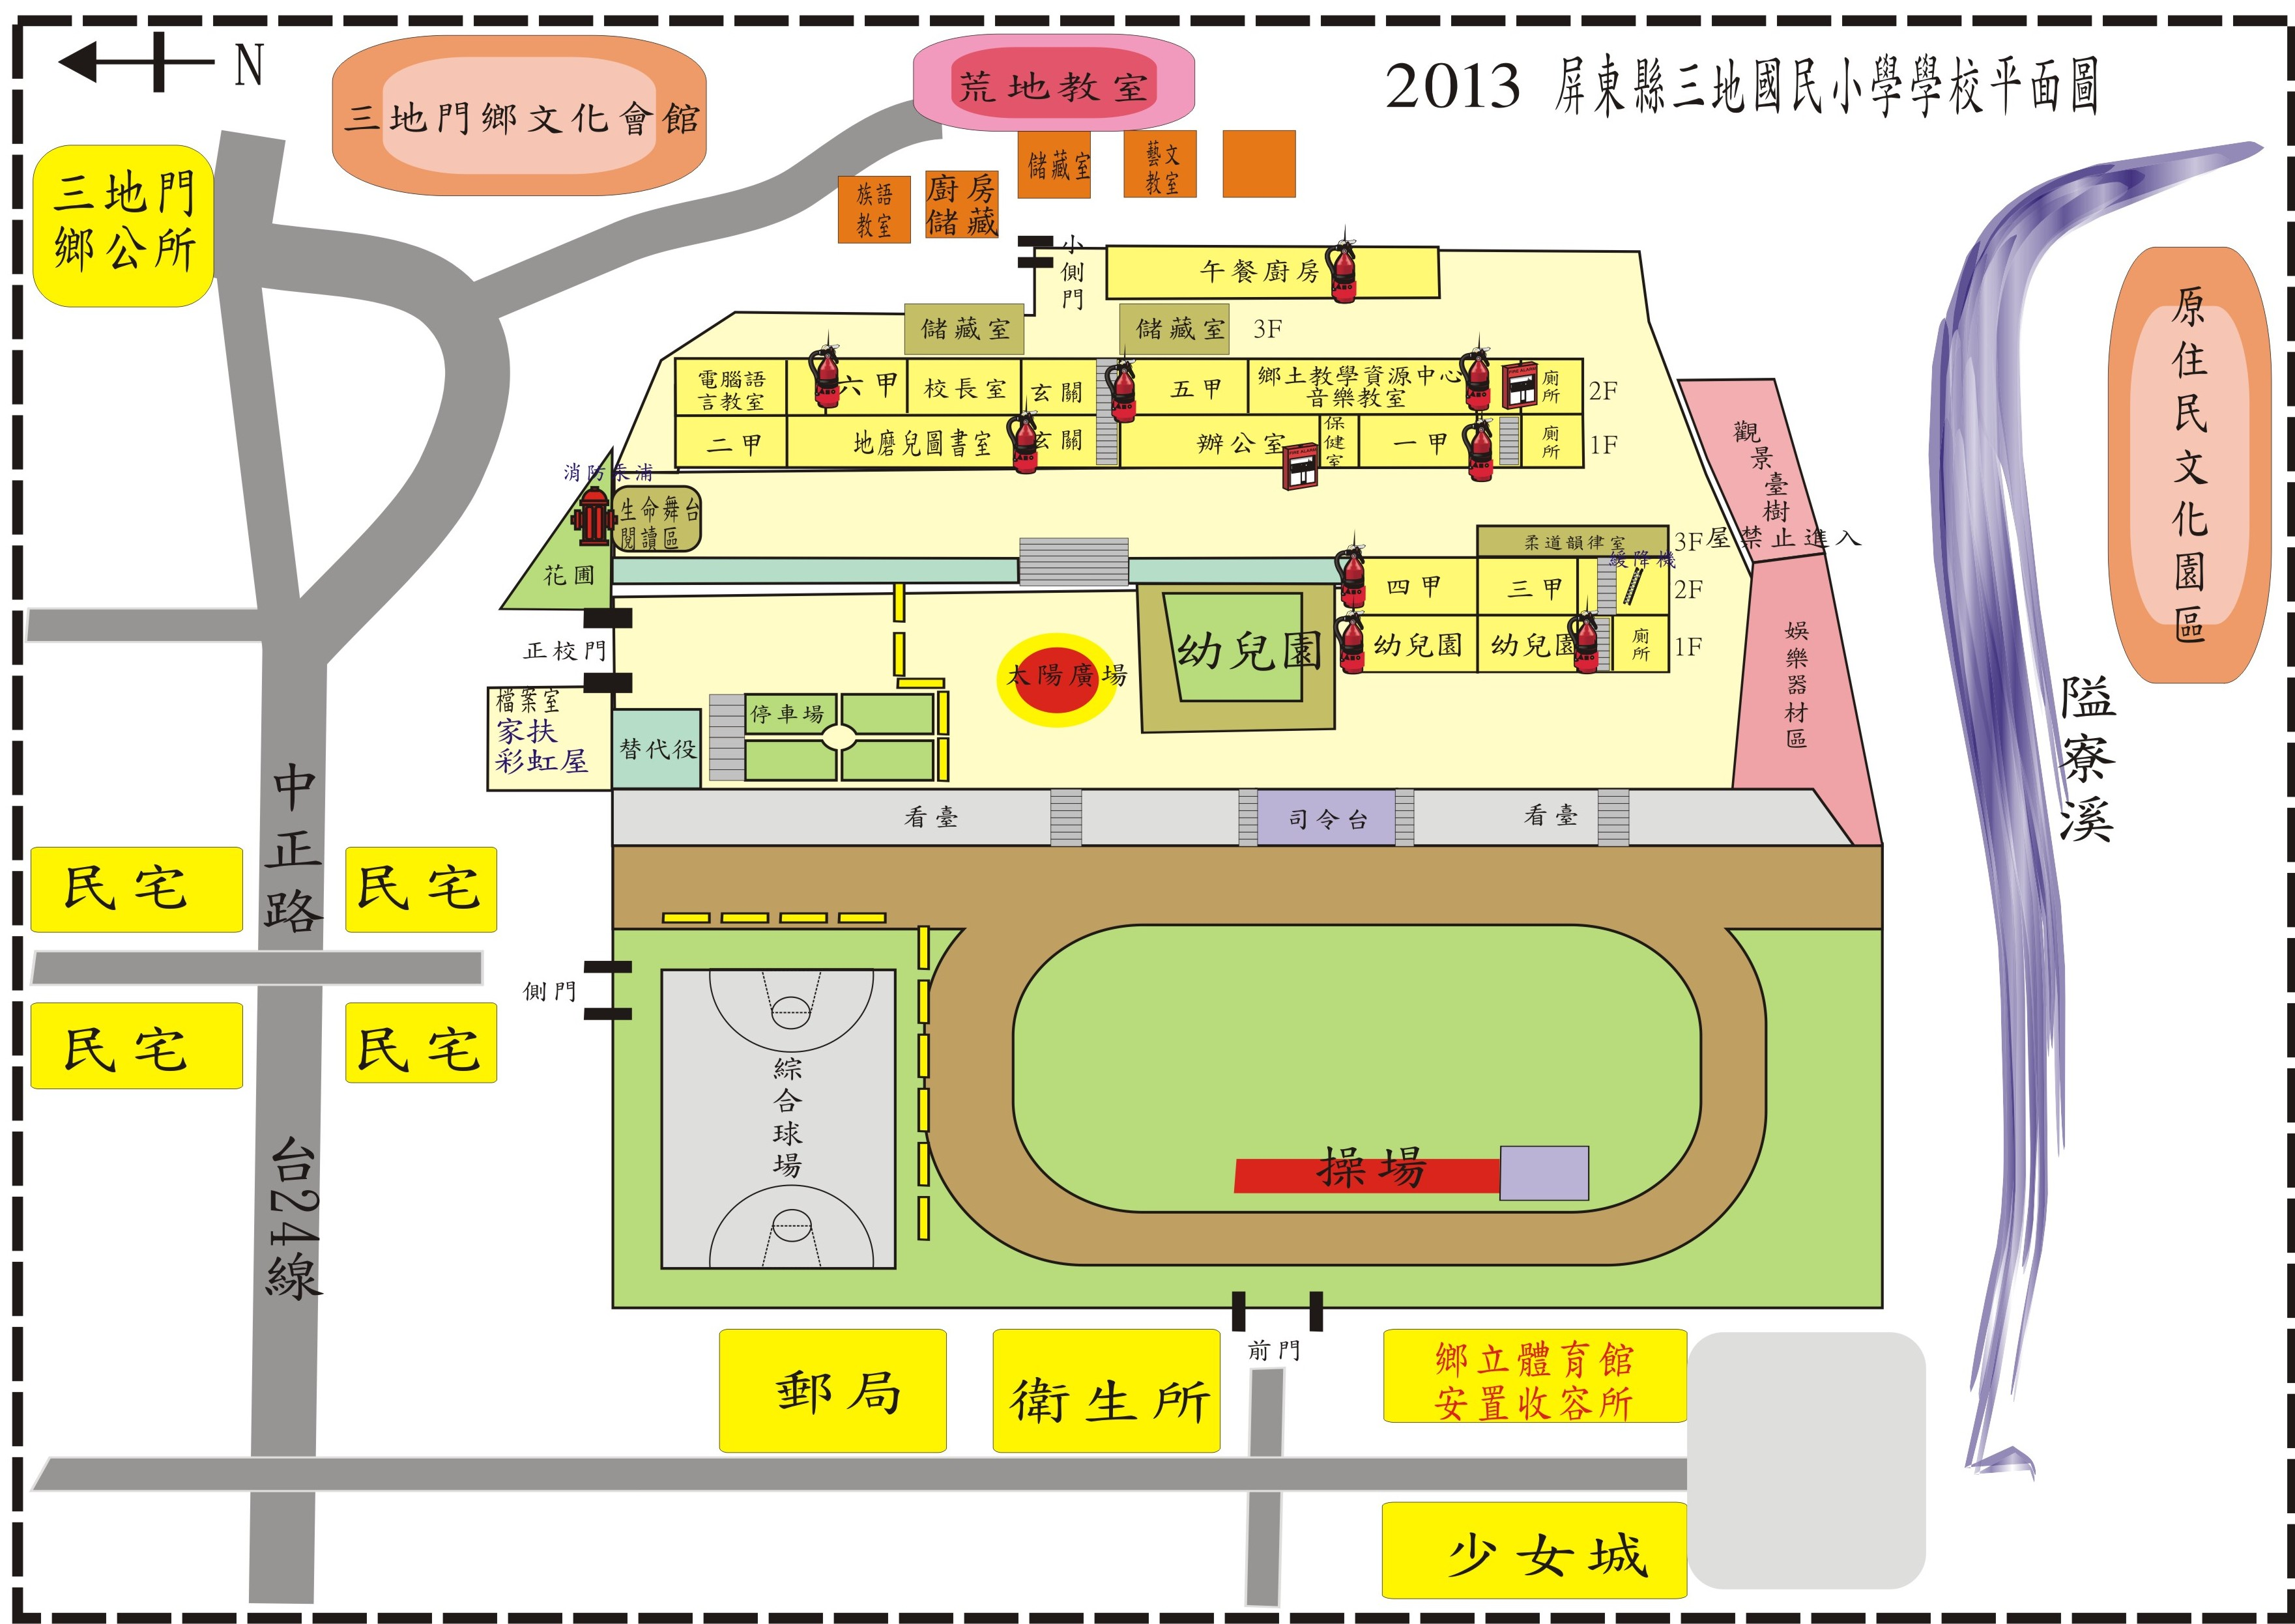 N
2013 屏東縣三地國民小學學校平面圖
三地門鄉文化會館
荒地教室
三地門
鄉公所
族語
教室
廚房
儲藏
儲藏室
藝文
教室
小側門
午餐廚房
儲藏室
儲藏室
3F
電腦語
言教室
六甲
校長室
玄關
五甲
鄉土教學資源中心
音樂教室
廁所
2F
二甲
地磨兒圖書室
玄關
辦公室
保健室
一甲
廁所
1F
原住民文化園區
觀景臺樹屋禁止進入
消防汞浦
生命舞台
閱讀區
花圃
柔道韻律室
3F
緩降機
四甲
三甲
2F
幼兒園
幼兒園
幼兒園
廁所
1F
娛樂器材區
正校門
太陽廣場
檔案室
家扶
彩虹屋
替代役
停車場
隘寮溪
看臺
司令台
看臺
中正路
民宅
民宅
民宅
民宅
側門
綜合球場
操場
台24線
前門
郵局
衛生所
鄉立體育館
安置收容所
少女城